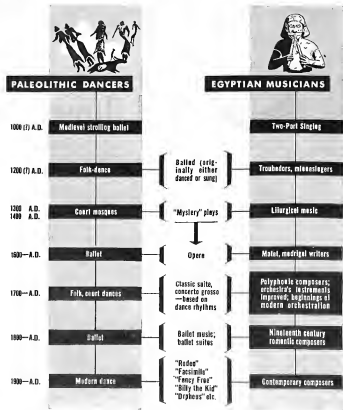 PALEOLITHIC DANCERS
EGYPTIAN MUSICIANS
1000 (?) A.D.
Medieval strolling ballet
Two-Part Singing
1200 (?) A.D.
Folk-dance
Ballad (orig-
inally either
danced or sung)
Troubadors, minnesingers
1300 A.D.
1400 A.D.
Court masques
"Mystery" plays
Liturgical music
1600—A.D.
Ballet
Opera
Motet, madrigal writers
1700—A.D.
Folk, court dances
Classic suite,
concerto grosso
—based on
dance rhythms
Polyphonic composers;
orchestra's instruments
improved; beginnings of
modern orchestration
1800—A.D.
Ballet
Ballet music;
ballet suites
Nineteenth century
romantic composers
1900—A.D.
Modern dance
"Rodeo"
"Facsimile"
"Fancy Free"
"Billy the Kid"
"Orpheus" etc.
Contemporary composers